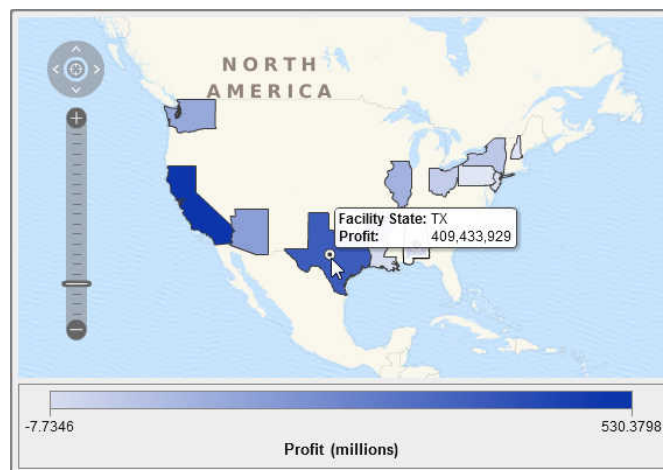 NORTH
AMERICA
Facility State: TX
Profit: 409,433,929
-7.7346 530.3798
Profit (millions)